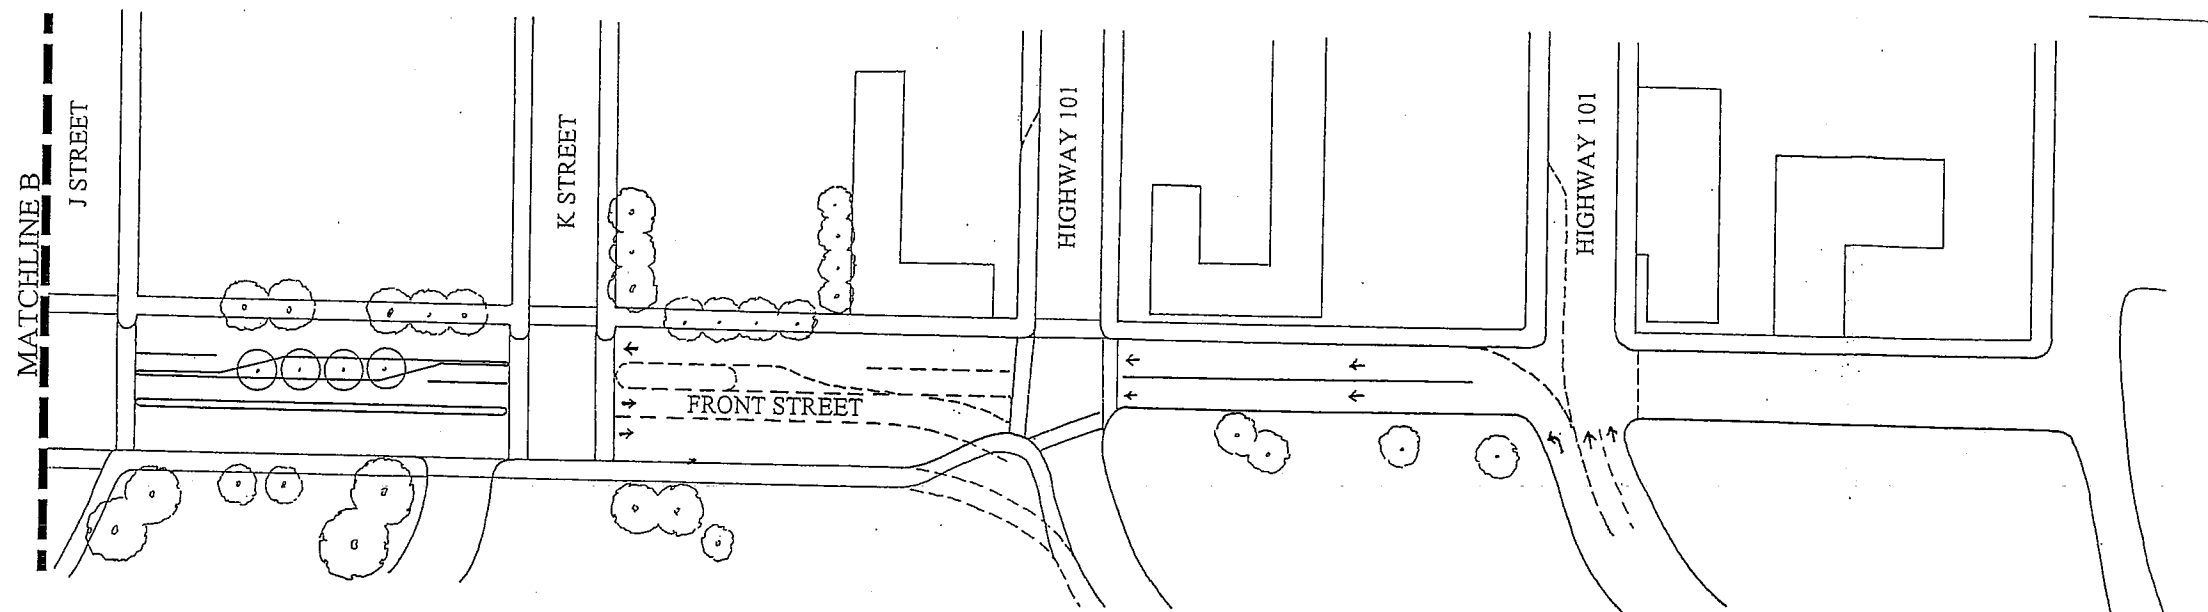 MATCHLINE B
J STREET
K STREET
HIGHWAY 101
HIGHWAY 101
FRONT STREET